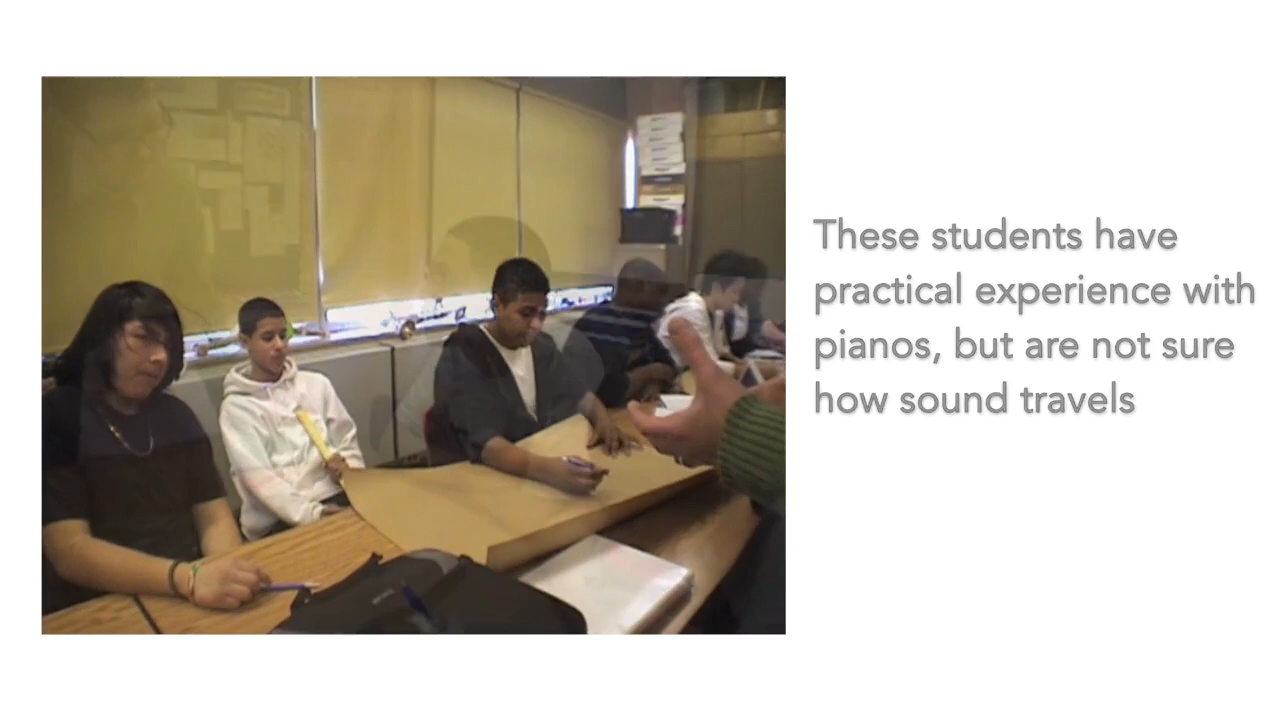 These students have
practical experience with
pianos, but are not sure
how sound travels